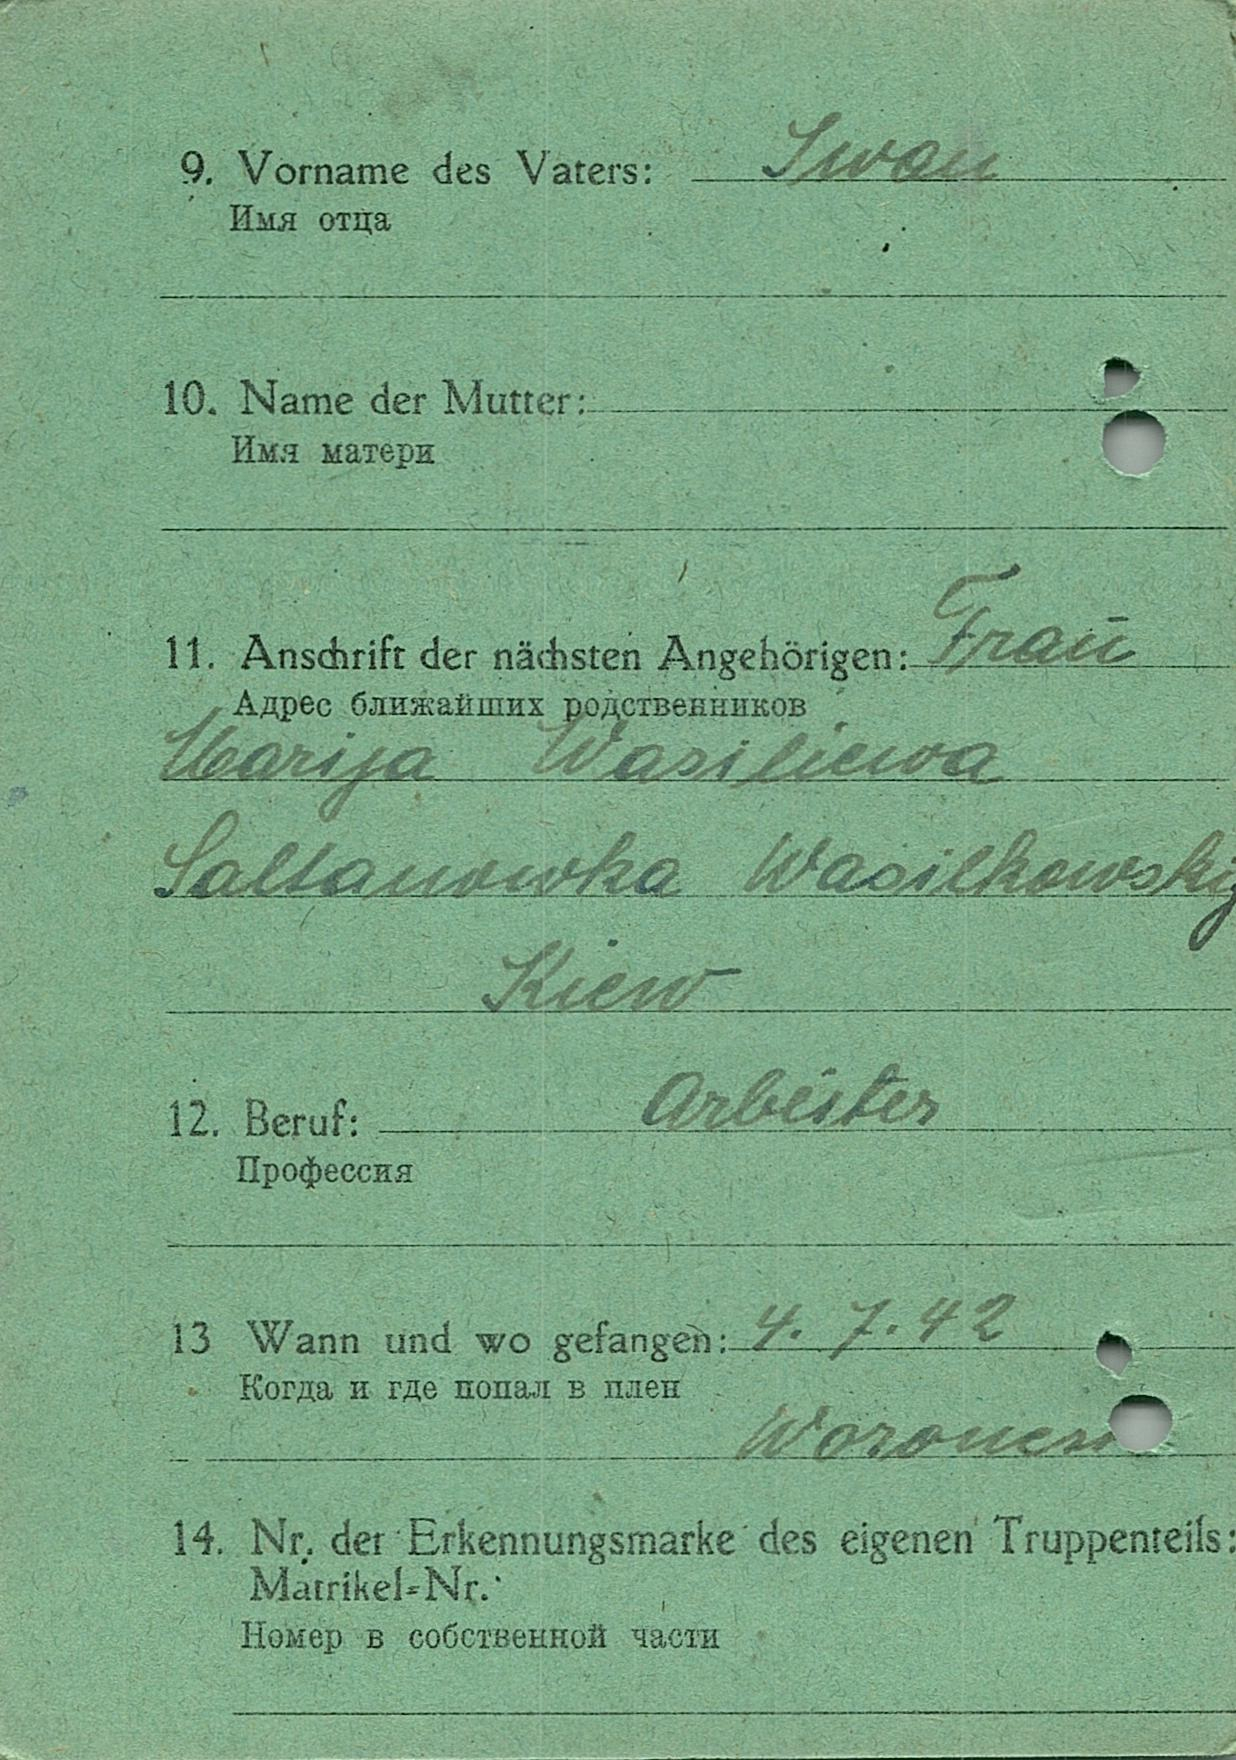 9. Vorname des Vaters: Iwan
Имя отца
10. Name der Mutter:
Имя матери
11. Anschrift der nächsten Angehörigen: Frau
Адрес ближайших родственников
Marija Wasiliewa
Saltanowka Wasilkowskij
Kiew
12. Beruf: Arbeiter
Профессия
13 Wann und wo gefangen: 4. 7. 42
Когда и где попал в плен
14. Nr. der Erkennungsmarke des eigenen Truppenteils:
Matrikel-Nr.
Номер в собственной части